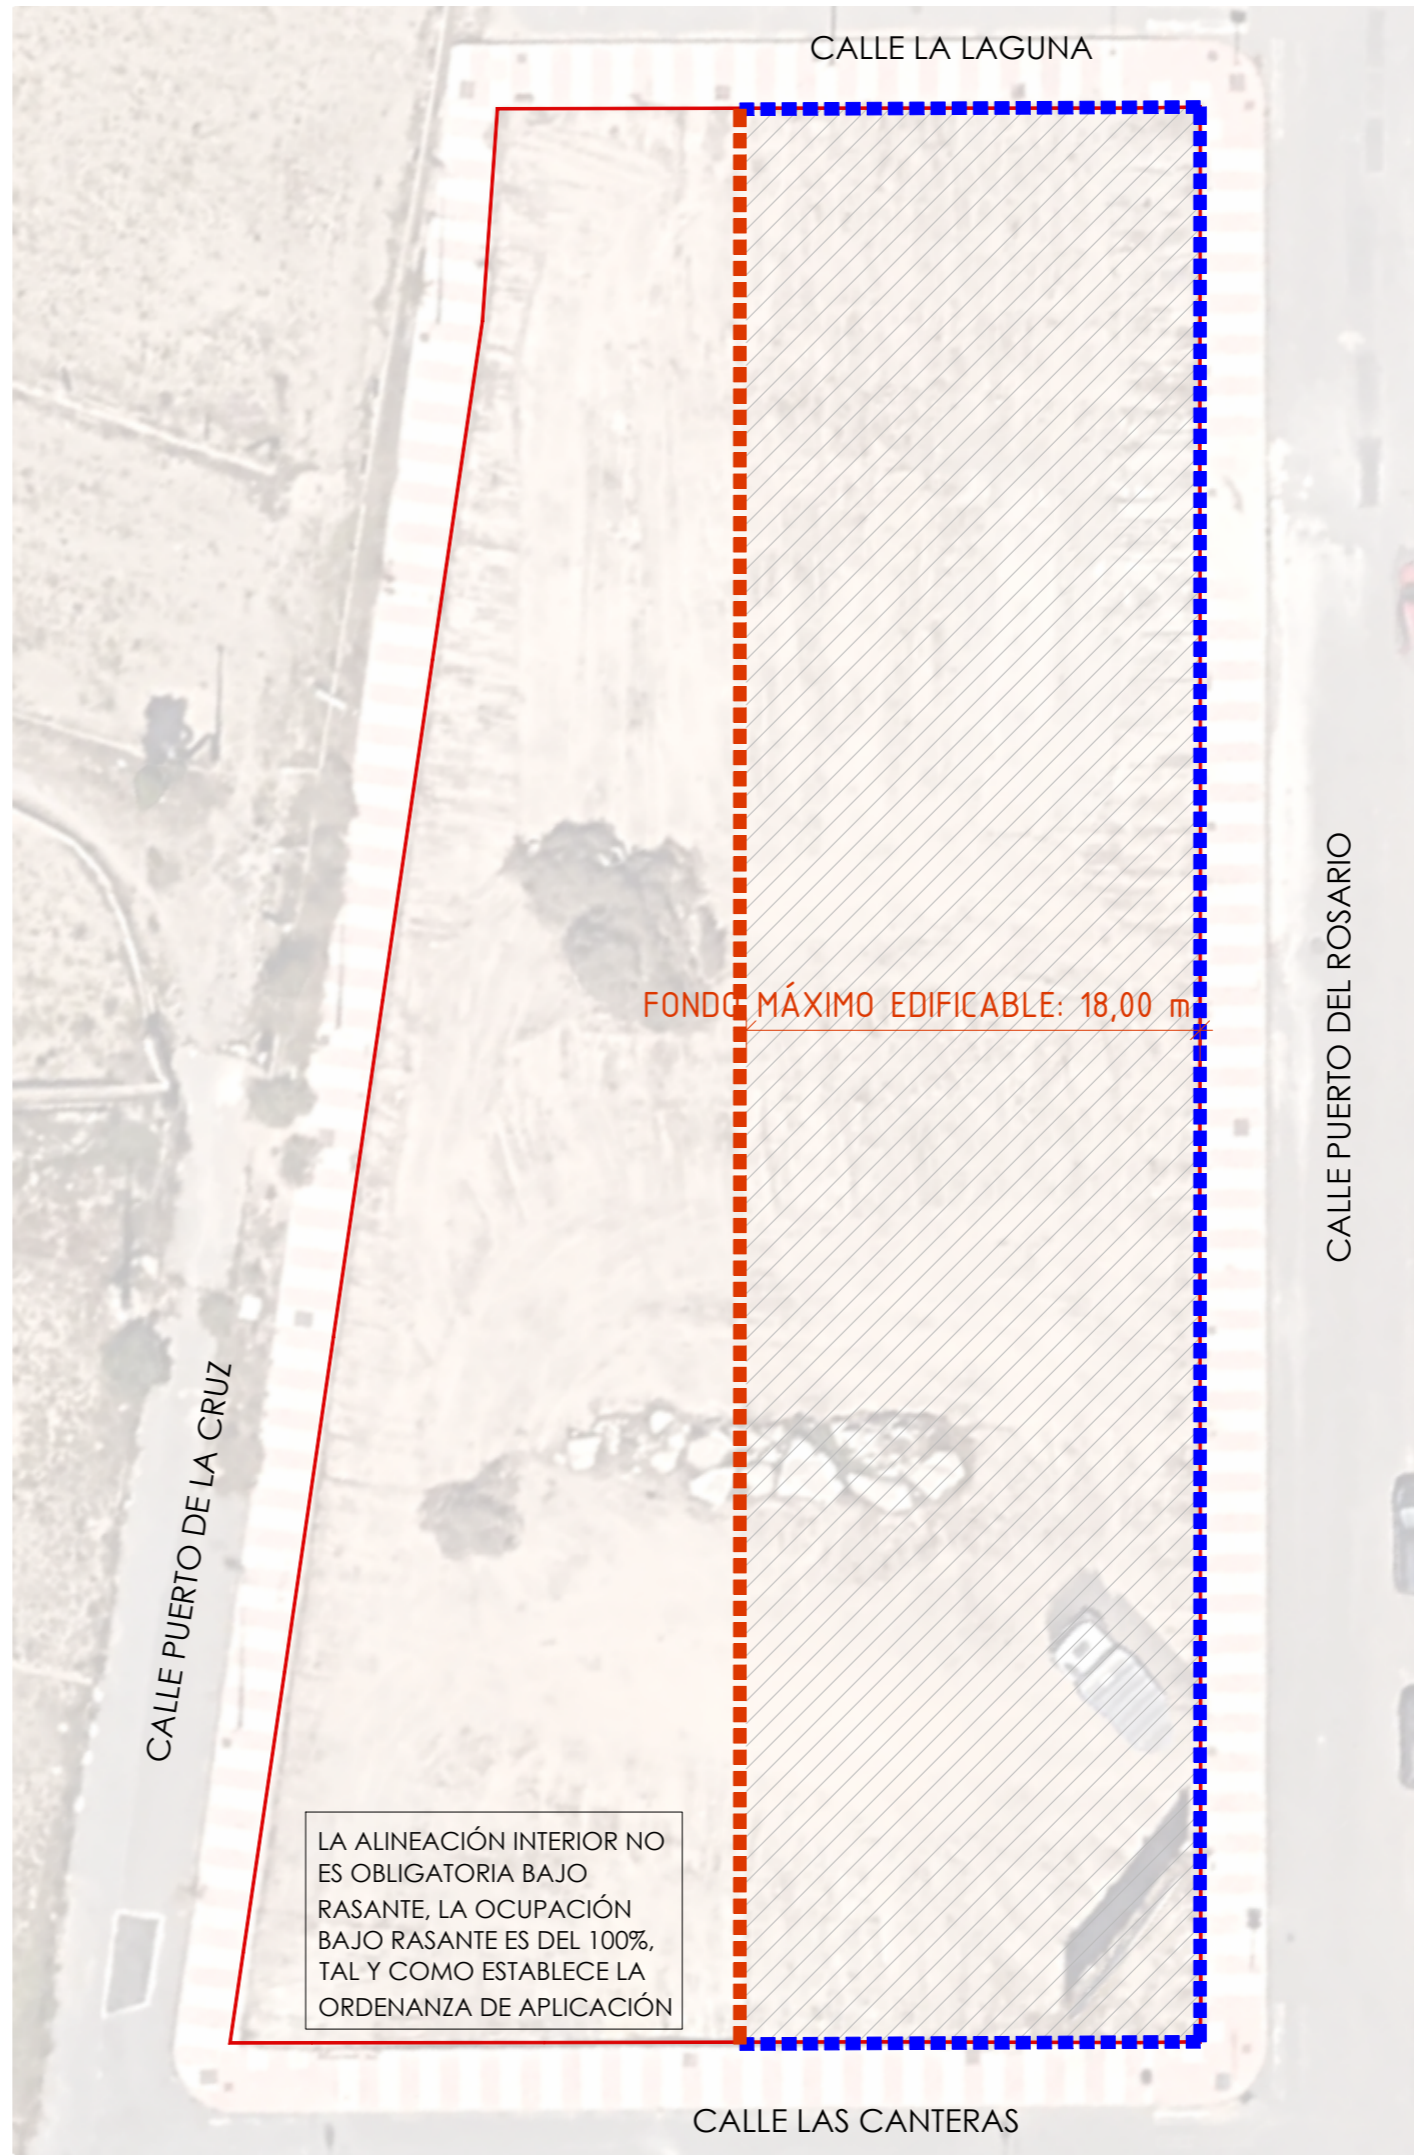 CALLE LA LAGUNA
FONDO MÁXIMO EDIFICABLE: 18,00 m
CALLE PUERTO DEL ROSARIO
CALLE PUERTO DE LA CRUZ
LA ALINEACIÓN INTERIOR NO
ES OBLIGATORIA BAJO
RASANTE, LA OCUPACIÓN
BAJO RASANTE ES DEL 100%,
TAL Y COMO ESTABLECE LA
ORDENANZA DE APLICACIÓN
CALLE LAS CANTERAS